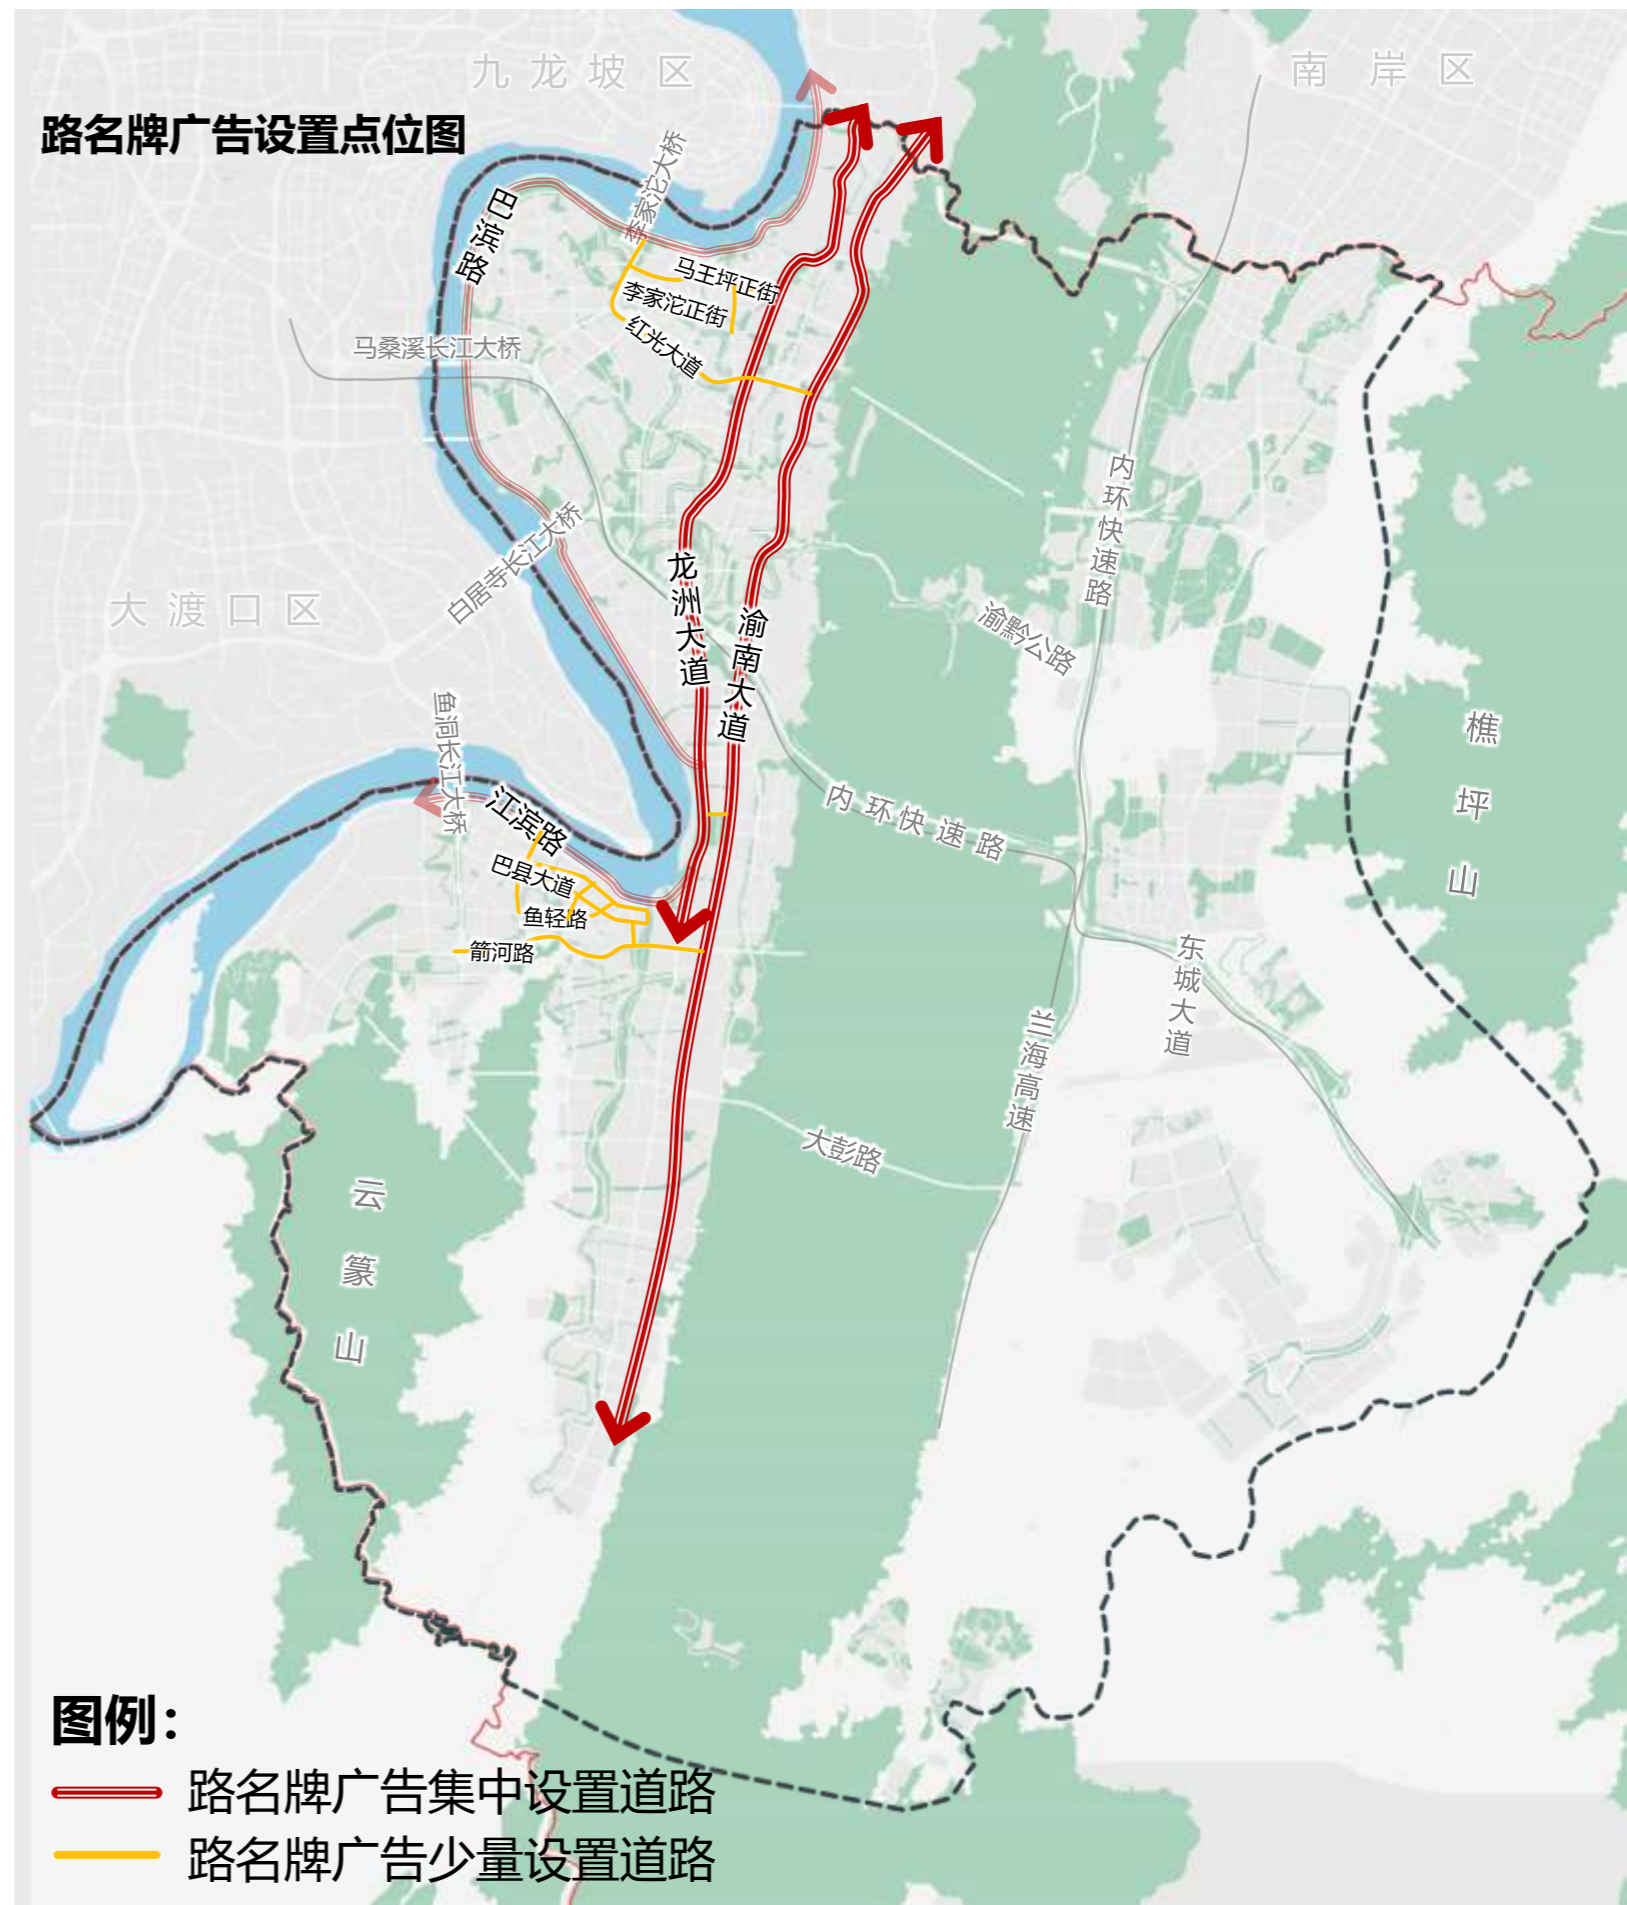 九龙坡区
南岸区
路名牌广告设置点位图
李家沱大桥
巴滨路
马王坪正街
李家沱正街
红光大道
马桑溪长江大桥
内环快速路
白居寺长江大桥
龙洲大道
渝南大道
大渡口区
渝黔公路
鱼洞长江大桥
樵坪山
江滨路
内环快速路
巴县大道
鱼轻路
箭河路
东城大道
兰海高速
大彭路
云篆山
图例：
路名牌广告集中设置道路
路名牌广告少量设置道路